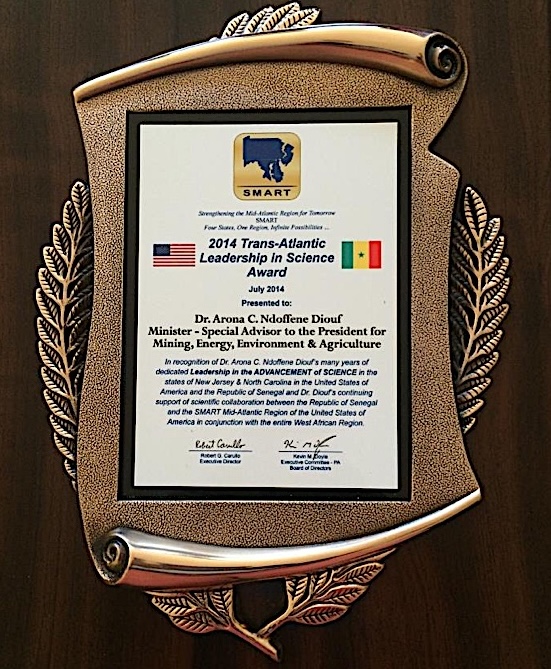 SMART
Strengthening the Mid-Atlantic Region for Tomorrow
SMART
Four States, One Region, Infinite Possibilities ...
2014 Trans-Atlantic
Leadership in Science
Award
July 2014
Presented to:
Dr. Arona C. Ndoffene Diouf
Minister - Special Advisor to the President for
Mining, Energy, Environment & Agriculture
In recognition of Dr. Arona C. Ndoffene Diouf's many years of
dedicated Leadership in the ADVANCEMENT of SCIENCE in the
states of New Jersey & North Carolina in the United States of
America and the Republic of Senegal and Dr. Diouf's continuing
support of scientific collaboration between the Republic of Senegal
and the SMART Mid-Atlantic Region of the United States of
America in conjunction with the entire West African Region.
Robert Carullo
Robert G. Carullo
Executive Director
Kevin M. Doyle
Executive Committee - PA
Board of Directors